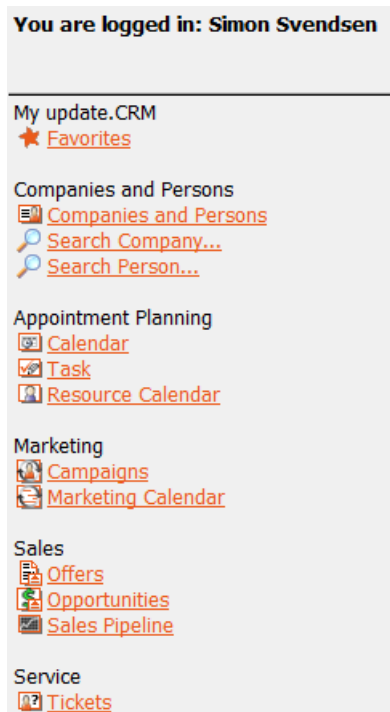 You are logged in: Simon Svendsen
My update.CRM
Favorites
Companies and Persons
Companies and Persons
Search Company...
Search Person...
Appointment Planning
Calendar
Task
Resource Calendar
Marketing
Campaigns
Marketing Calendar
Sales
Offers
Opportunities
Sales Pipeline
Service
Tickets